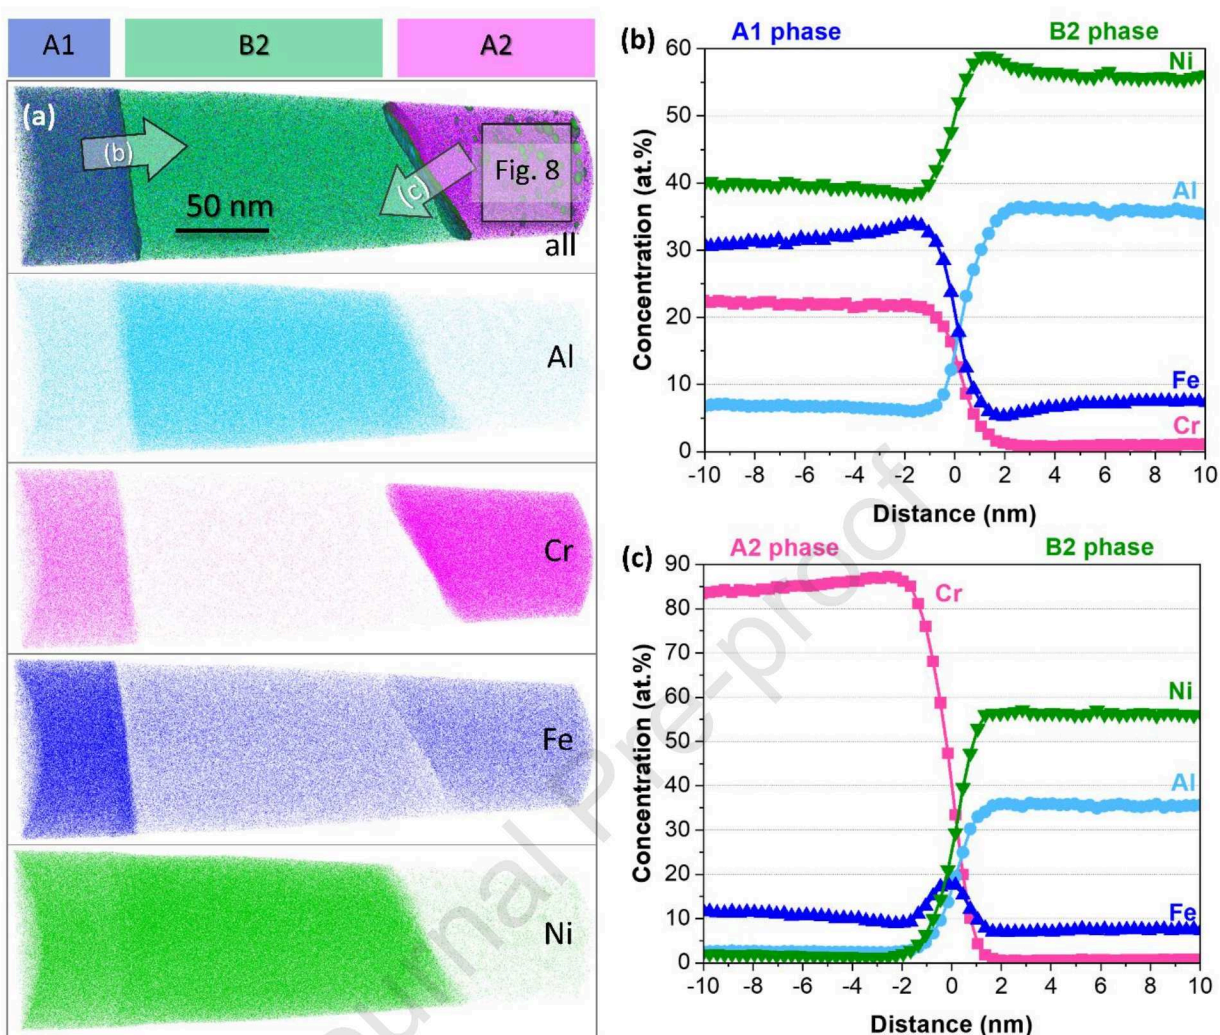 A1 B2 A2
(a)
(b)
(c)
Fig. 8
50 nm
all
Al
Cr
Fe
Ni
(b)
A1 phase B2 phase
60
50
40
30
20
10
0
Concentration (at.%)
Ni
Al
Fe
Cr
-10 -8 -6 -4 -2 0 2 4 6 8 10
Distance (nm)
(c)
A2 phase B2 phase
90
80
70
60
50
40
30
20
10
0
Concentration (at.%)
Cr
Ni
Al
Fe
-10 -8 -6 -4 -2 0 2 4 6 8 10
Distance (nm)
Journal Pre-proof